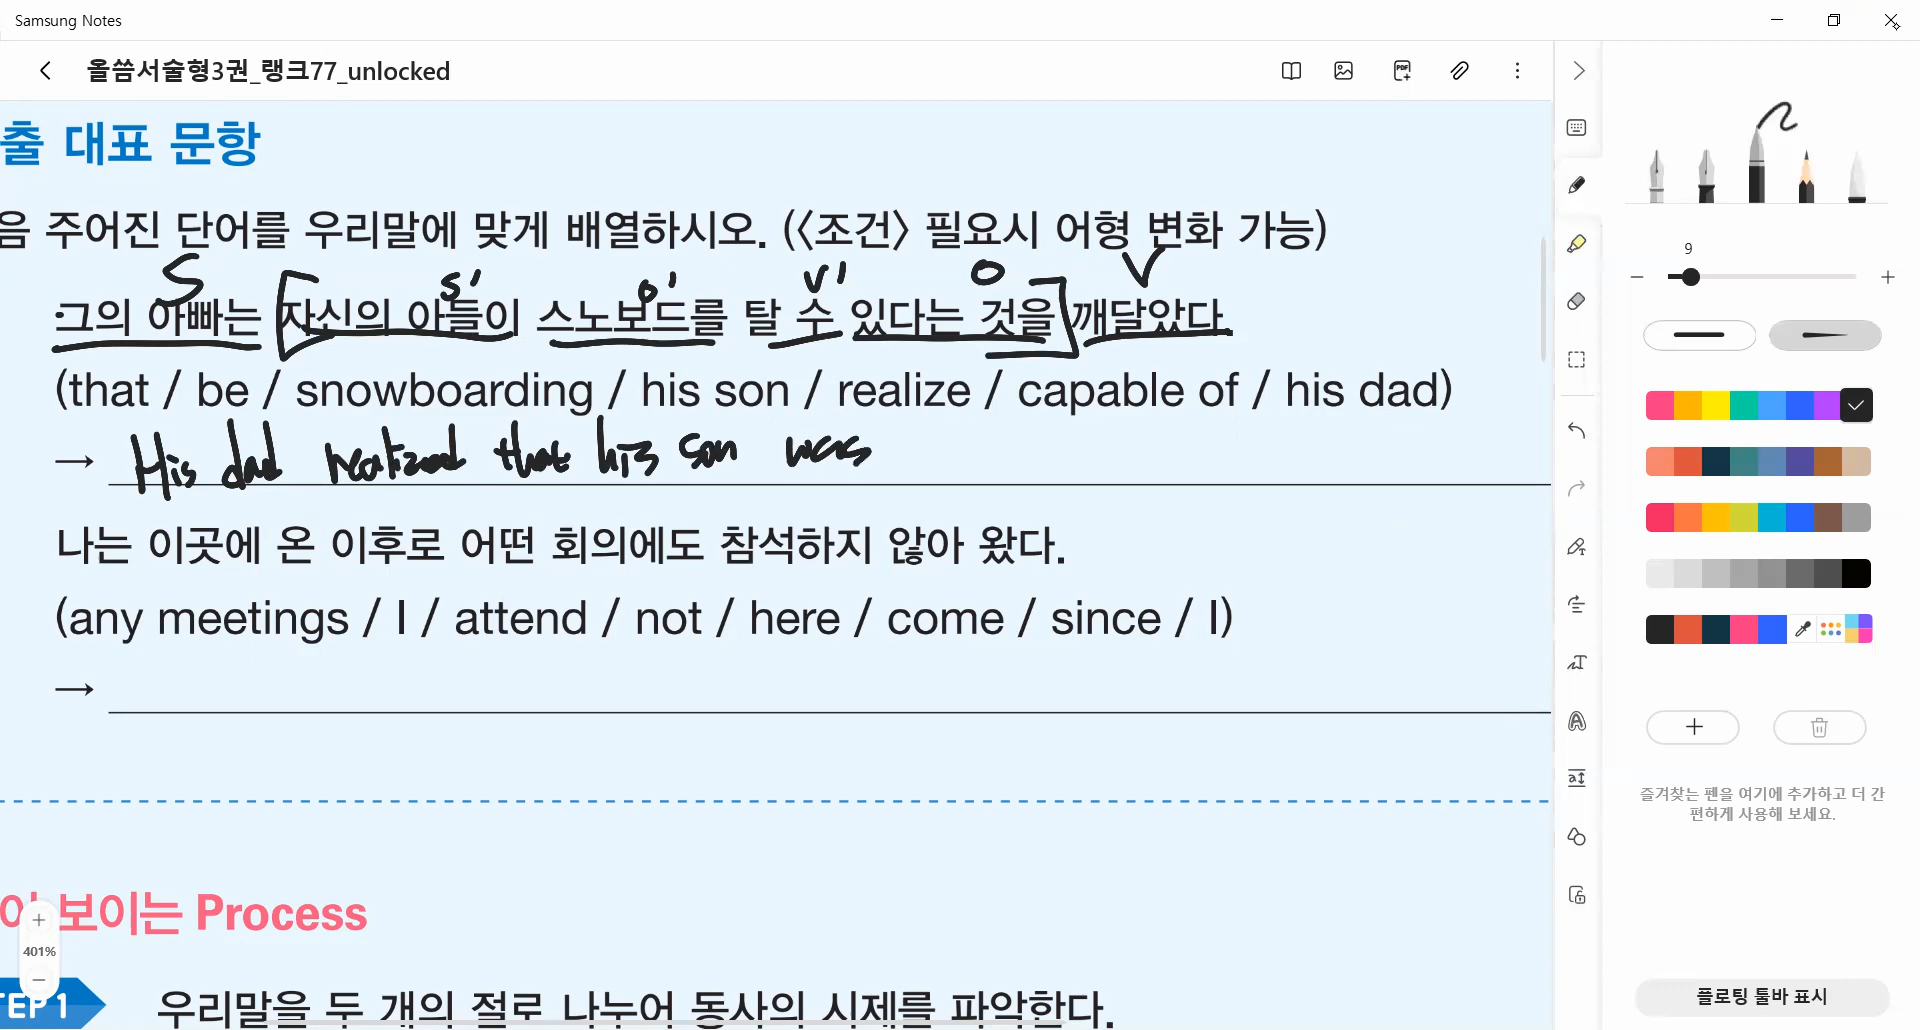 Samsung Notes
올씀서술형3권_랭크77_unlocked
출 대표 문항
음 주어진 단어를 우리말에 맞게 배열하시오. (〈조건〉 필요시 어형 변화 가능)
S s' o' v' O V
그의 아빠는 자신의 아들이 스노보드를 탈 수 있다는 것을 깨달았다.
(that / be / snowboarding / his son / realize / capable of / his dad)
→ His dad realized that his son was
나는 이곳에 온 이후로 어떤 회의에도 참석하지 않아 왔다.
(any meetings / I / attend / not / here / come / since / I)
→
보이는 Process
EP 1 우리말을 두 개의 절로 나누어 동사의 시제를 파악한다.
401%
9
즐겨찾는 펜을 여기에 추가하고 더 간
편하게 사용해 보세요.
플로팅 툴바 표시